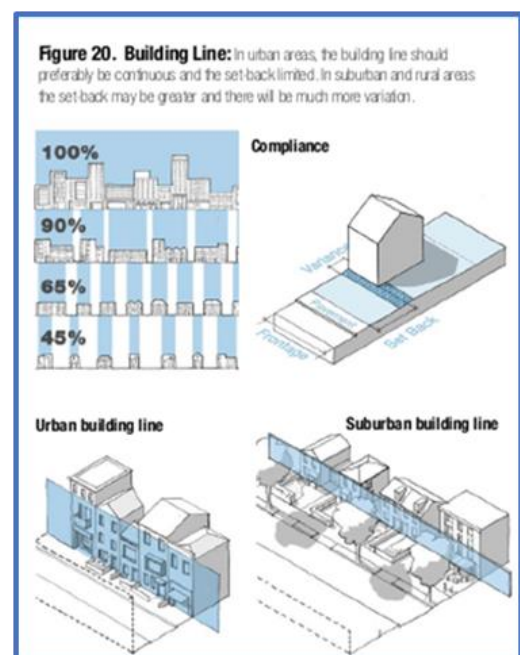 Figure 20. Building Line: In urban areas, the building line should
preferably be continuous and the set-back limited. In suburban and rural areas
the set-back may be greater and there will be much more variation.
100%
90%
65%
45%
Compliance
Variance
Pavement
Frontage
Set Back
Urban building line
Suburban building line